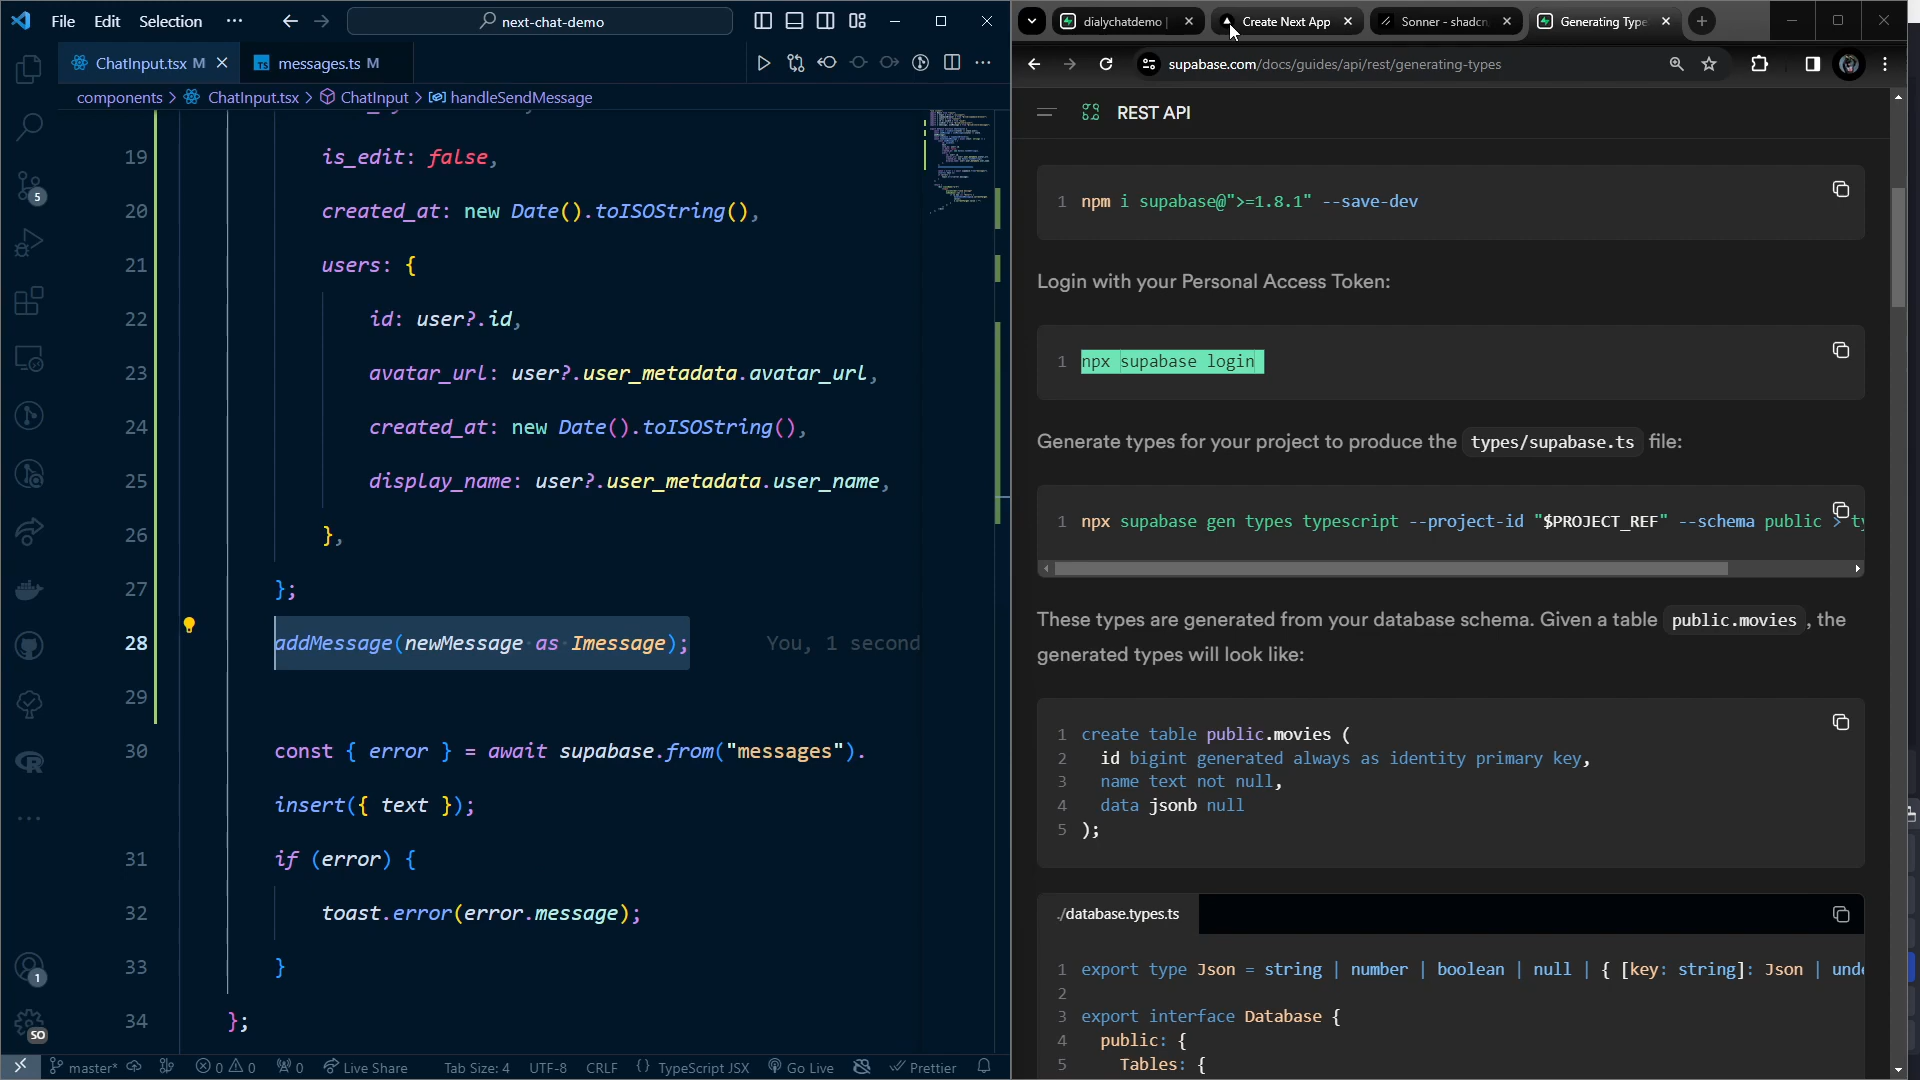 File Edit Selection ···
next-chat-demo
ChatInput.tsx M
messages.ts M
components > ChatInput.tsx > ChatInput > handleSendMessage
19 is_edit: false,
20 created_at: new Date().toISOString(),
21 users: {
22 id: user?.id,
23 avatar_url: user?.user_metadata.avatar_url,
24 created_at: new Date().toISOString(),
25 display_name: user?.user_metadata.user_name,
26 },
27 };
28 addMessage(newMessage as Imessage); You, 1 second
29
30 const { error } = await supabase.from("messages").
insert({ text });
31 if (error) {
32 toast.error(error.message);
33 }
34 };
5
1
SO
master* 0 0 0 Live Share Tab Size: 4 UTF-8 CRLF {} TypeScript JSX Go Live Prettier
dialychatdemo |
Create Next App
Sonner - shadcn
Generating Type
supabase.com/docs/guides/api/rest/generating-types
REST API
1 npm i supabase@">=1.8.1" --save-dev
Login with your Personal Access Token:
1 npx supabase login
Generate types for your project to produce the types/supabase.ts file:
1 npx supabase gen types typescript --project-id "$PROJECT_REF" --schema public > ty
These types are generated from your database schema. Given a table public.movies , the
generated types will look like:
1 create table public.movies (
2 id bigint generated always as identity primary key,
3 name text not null,
4 data jsonb null
5 );
./database.types.ts
1 export type Json = string | number | boolean | null | { [key: string]: Json | unde
2
3 export interface Database {
4 public: {
5 Tables: {